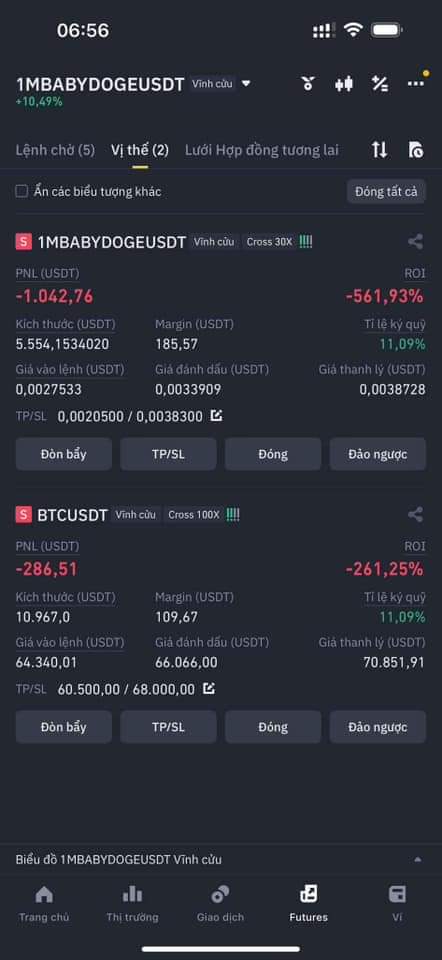 06:56
1MBABYDOGEUSDT Vĩnh cửu
+10,49%
Lệnh chờ (5) Vị thế (2) Lưới Hợp đồng tương lai
Ẩn các biểu tượng khác Đóng tất cả
S 1MBABYDOGEUSDT Vĩnh cửu Cross 30X !!!!
PNL (USDT) ROI
-1.042,76 -561,93%
Kích thước (USDT) Margin (USDT) Tỉ lệ ký quỹ
5.554,1534020 185,57 11,09%
Giá vào lệnh (USDT) Giá đánh dấu (USDT) Giá thanh lý (USDT)
0,0027533 0,0033909 0,0038728
TP/SL 0,0020500 / 0,0038300
Đòn bẩy TP/SL Đóng Đảo ngược
S BTCUSDT Vĩnh cửu Cross 100X !!!!
PNL (USDT) ROI
-286,51 -261,25%
Kích thước (USDT) Margin (USDT) Tỉ lệ ký quỹ
10.967,0 109,67 11,09%
Giá vào lệnh (USDT) Giá đánh dấu (USDT) Giá thanh lý (USDT)
64.340,01 66.066,00 70.851,91
TP/SL 60.500,00 / 68.000,00
Đòn bẩy TP/SL Đóng Đảo ngược
Biểu đồ 1MBABYDOGEUSDT Vĩnh cửu
Trang chủ Thị trường Giao dịch Futures Ví